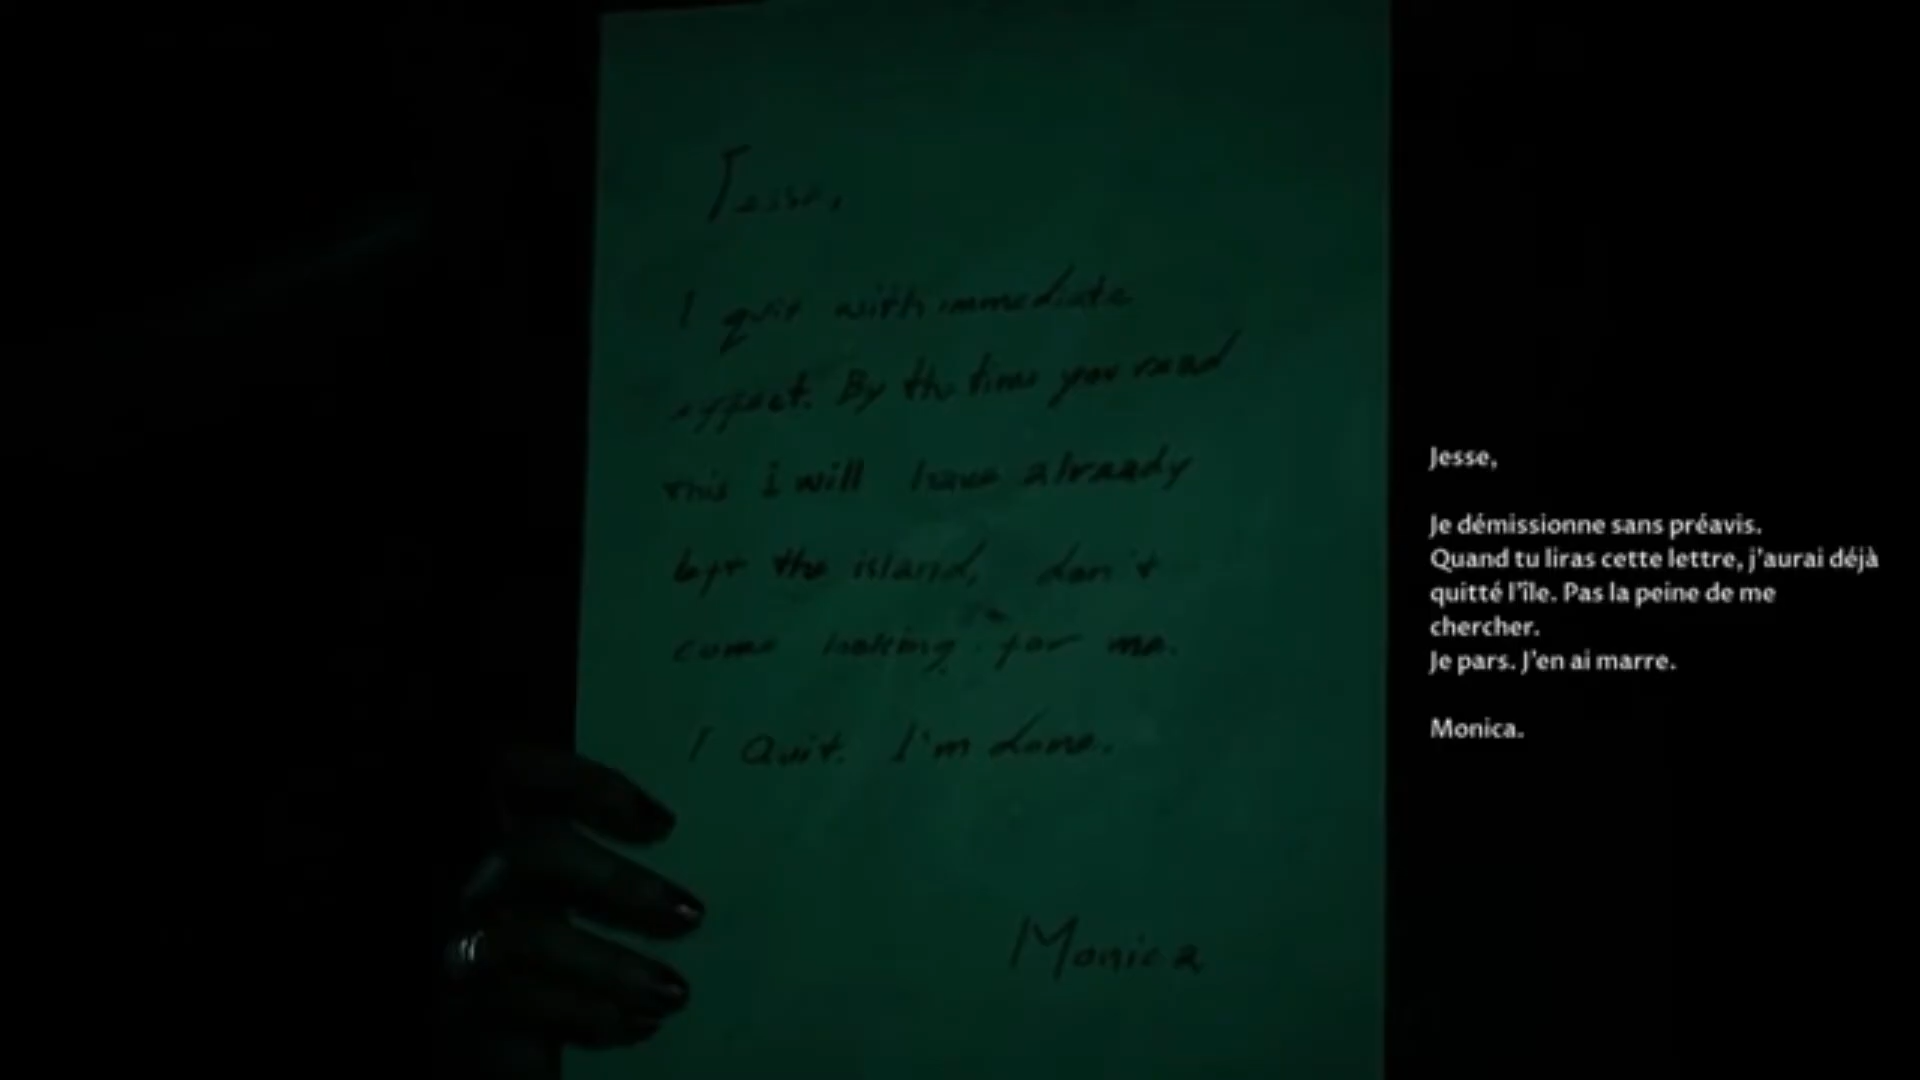 Jesse,
I quit with immediate
effect. By the time you read
this I will have already
left the island, don't
come looking for me.
I Quit. I'm done.
Monica
Jesse,
Je démissionne sans préavis.
Quand tu liras cette lettre, j'aurai déjà
quitté l'île. Pas la peine de me
chercher.
Je pars. J'en ai marre.
Monica.